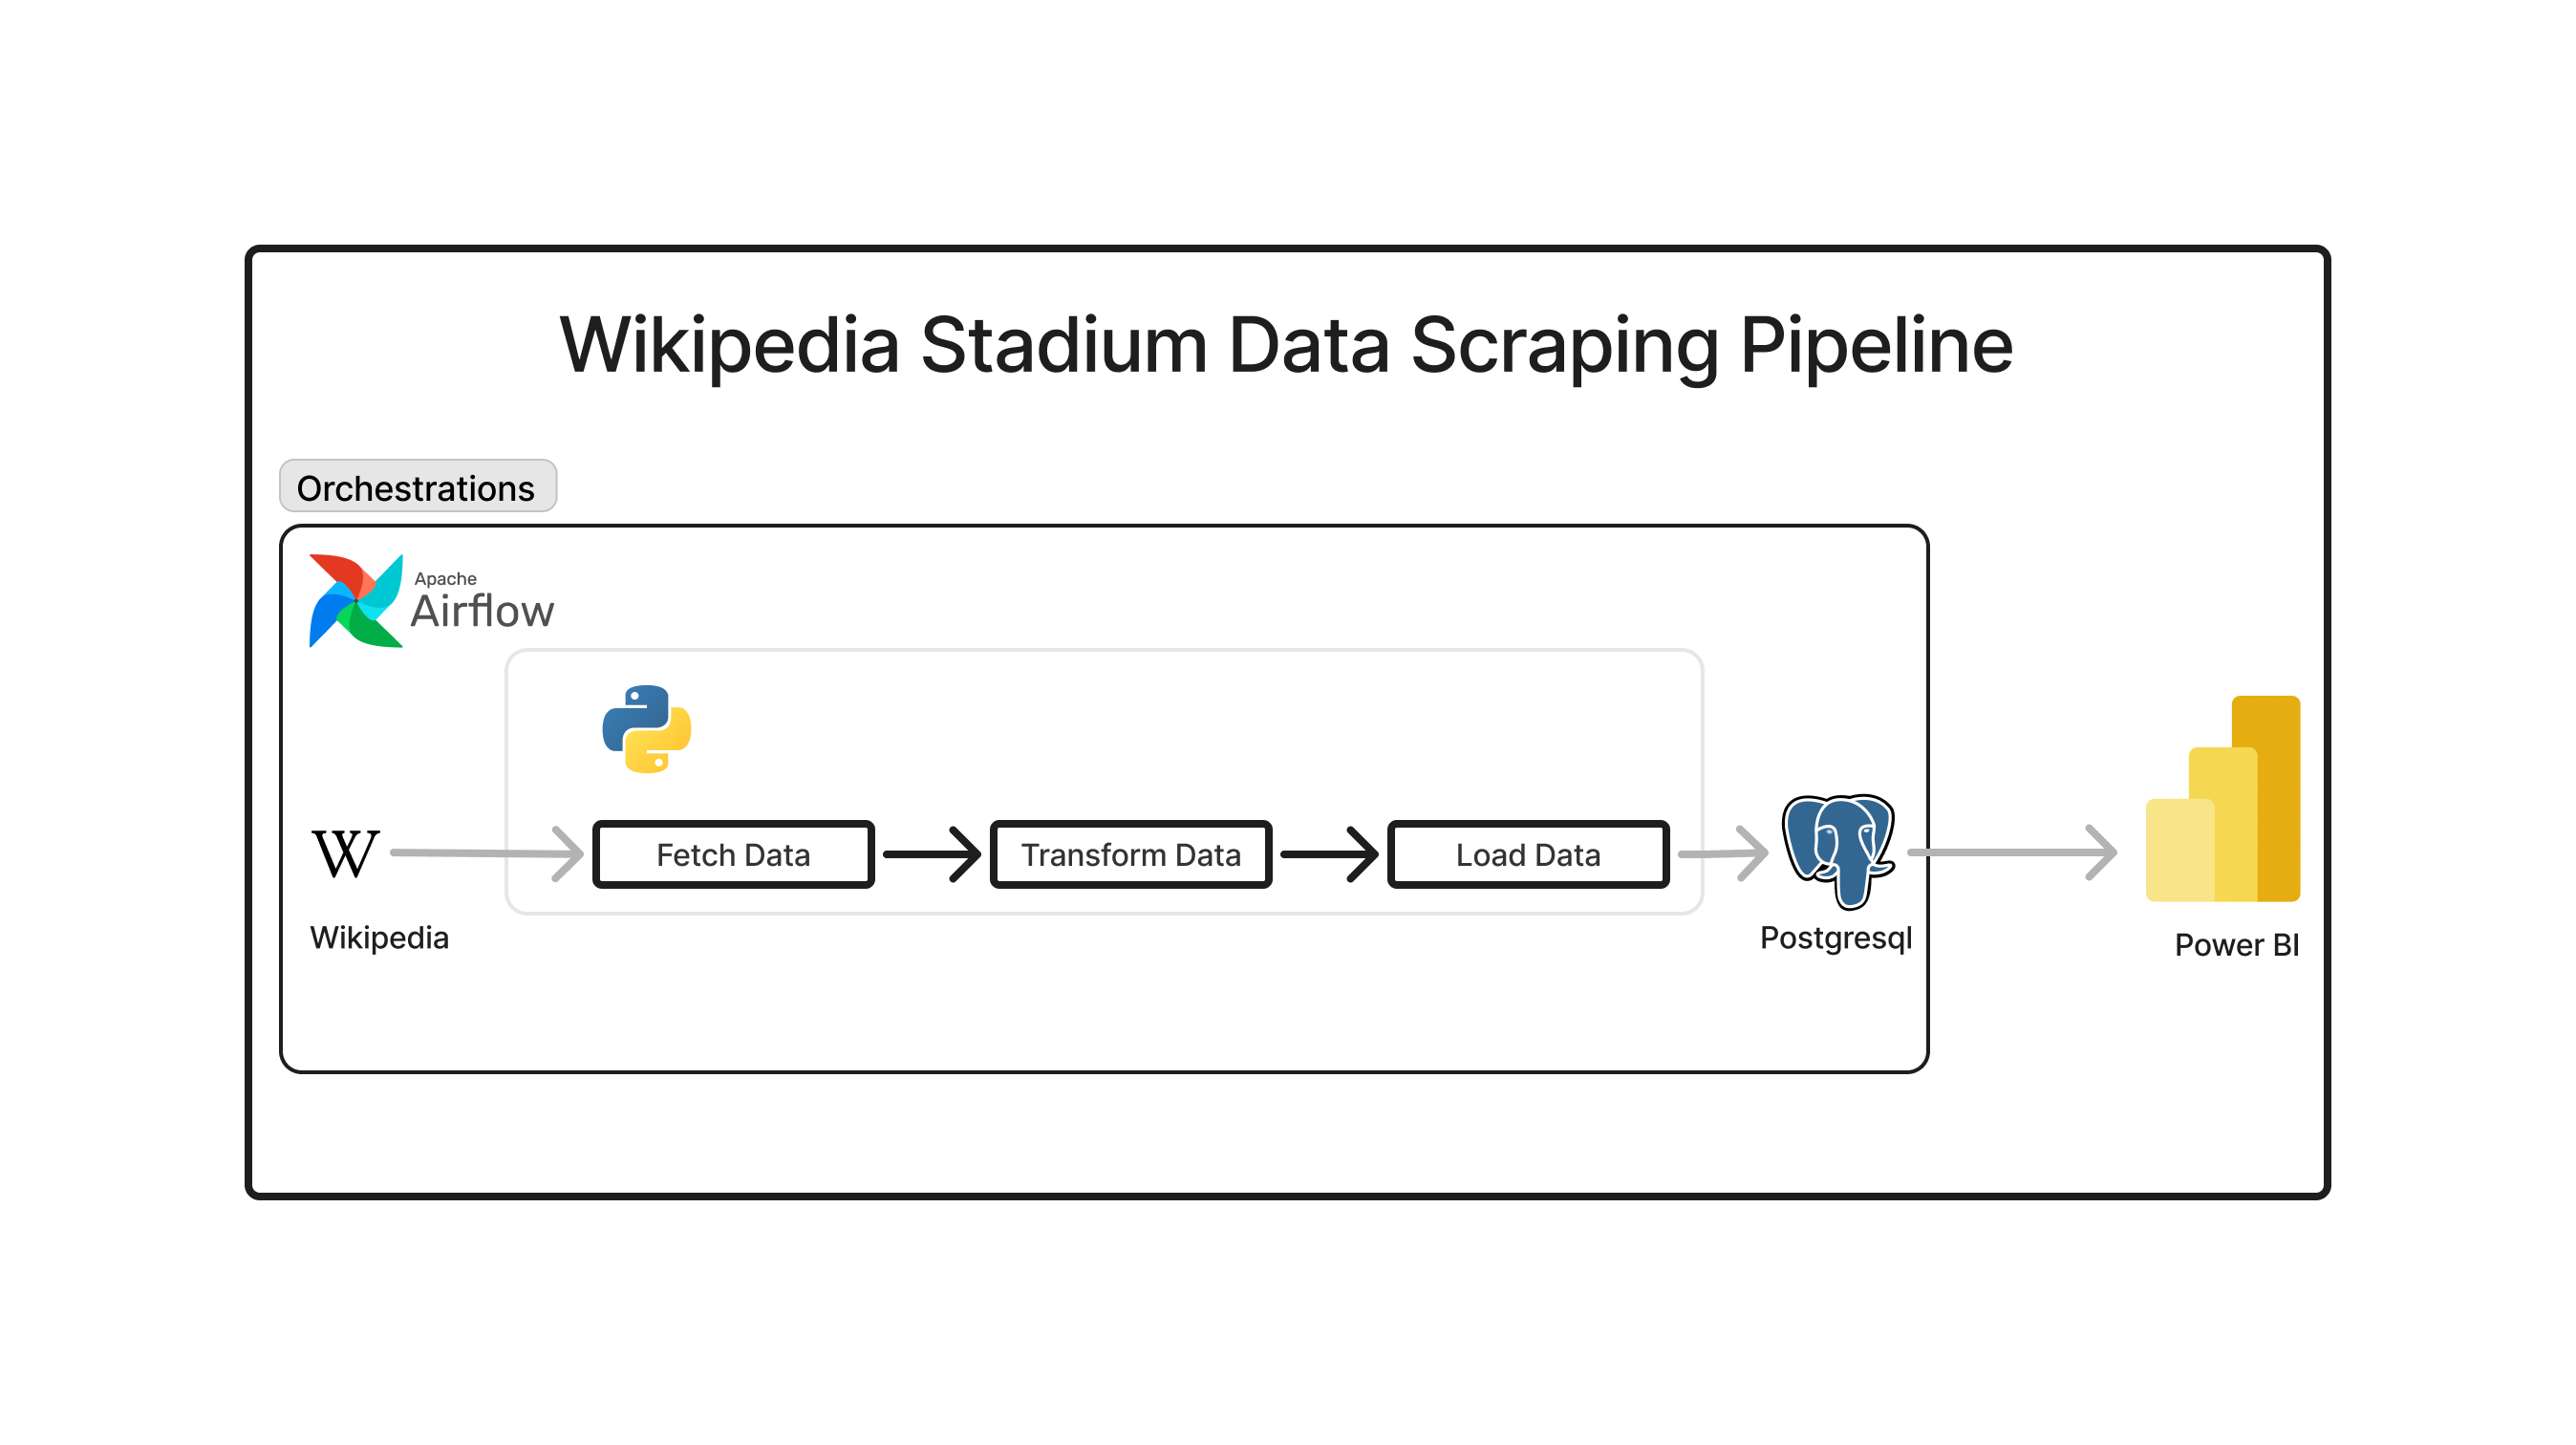 Wikipedia Stadium Data Scraping Pipeline
Orchestrations
Apache
Airflow
Fetch Data
Transform Data
Load Data
W
Wikipedia
Postgresql
Power BI